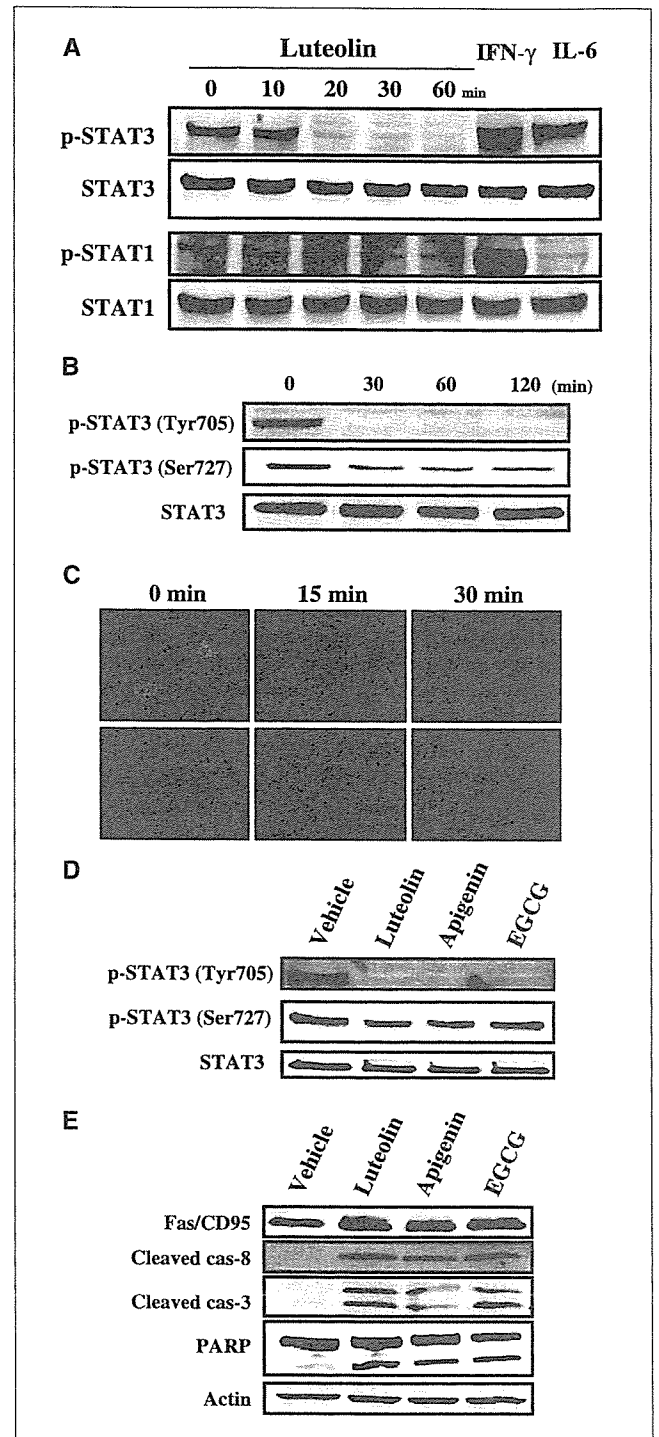 A
Luteolin IFN-γ IL-6
0 10 20 30 60 min
p-STAT3
STAT3
p-STAT1
STAT1
B
0 30 60 120 (min)
p-STAT3 (Tyr705)
p-STAT3 (Ser727)
STAT3
C
0 min 15 min 30 min
D
Vehicle Luteolin Apigenin EGCG
p-STAT3 (Tyr705)
p-STAT3 (Ser727)
STAT3
E
Vehicle Luteolin Apigenin EGCG
Fas/CD95
Cleaved cas-8
Cleaved cas-3
PARP
Actin